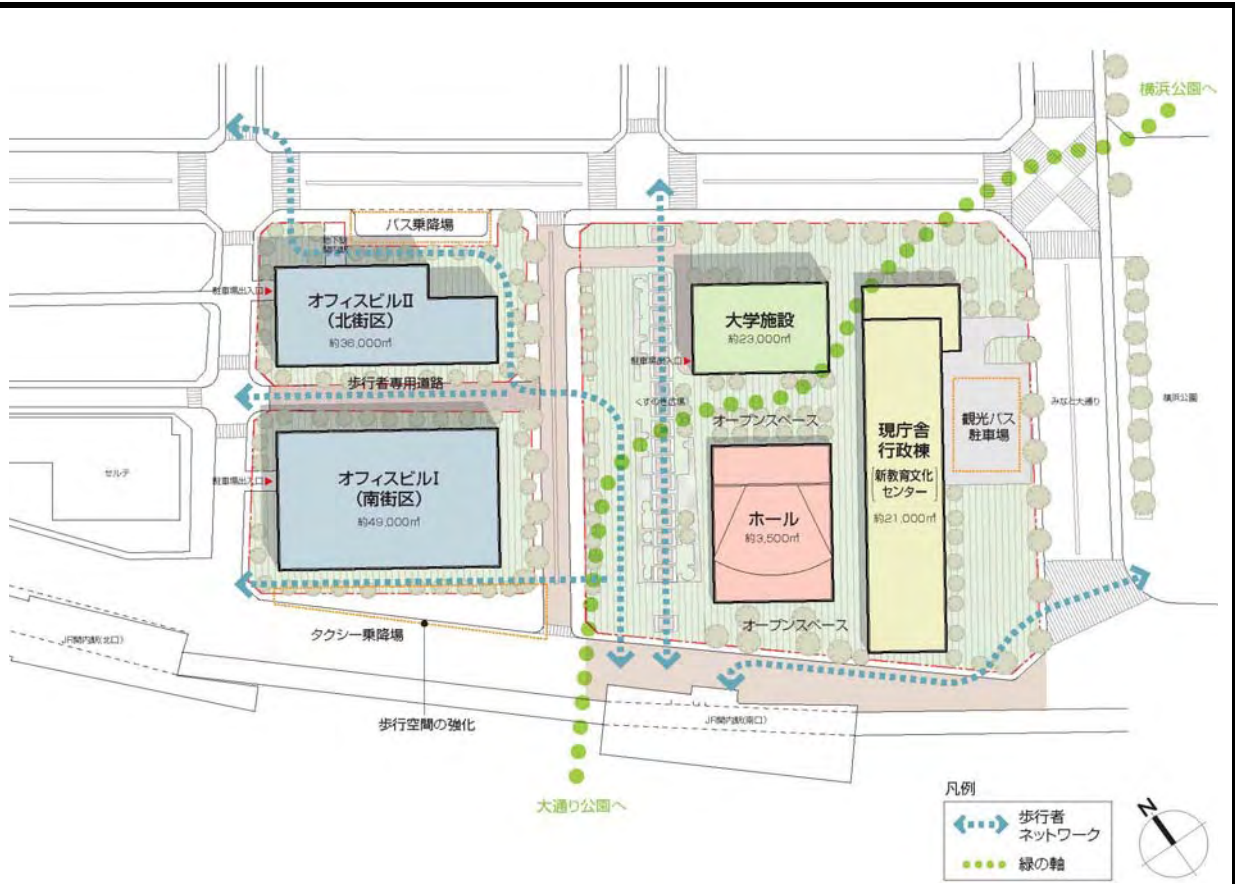 横浜公園へ
バス乗降場
駐車場出入口
オフィスビルⅡ
(北街区)
約36,000㎡
大学施設
約23,000㎡
駐車場出入口
歩行者専用道路
くすのき広場
オープンスペース
観光バス
駐車場
みなと大通り
横浜公園
現庁舎
行政棟
新教育文化
センター
約21,000㎡
セルテ
駐車場出入口
オフィスビルⅠ
(南街区)
約49,000㎡
ホール
約3,500㎡
オープンスペース
JR関内駅(北口)
タクシー乗降場
歩行空間の強化
JR関内駅(南口)
大通り公園へ
凡例
歩行者
ネットワーク
緑の軸
N